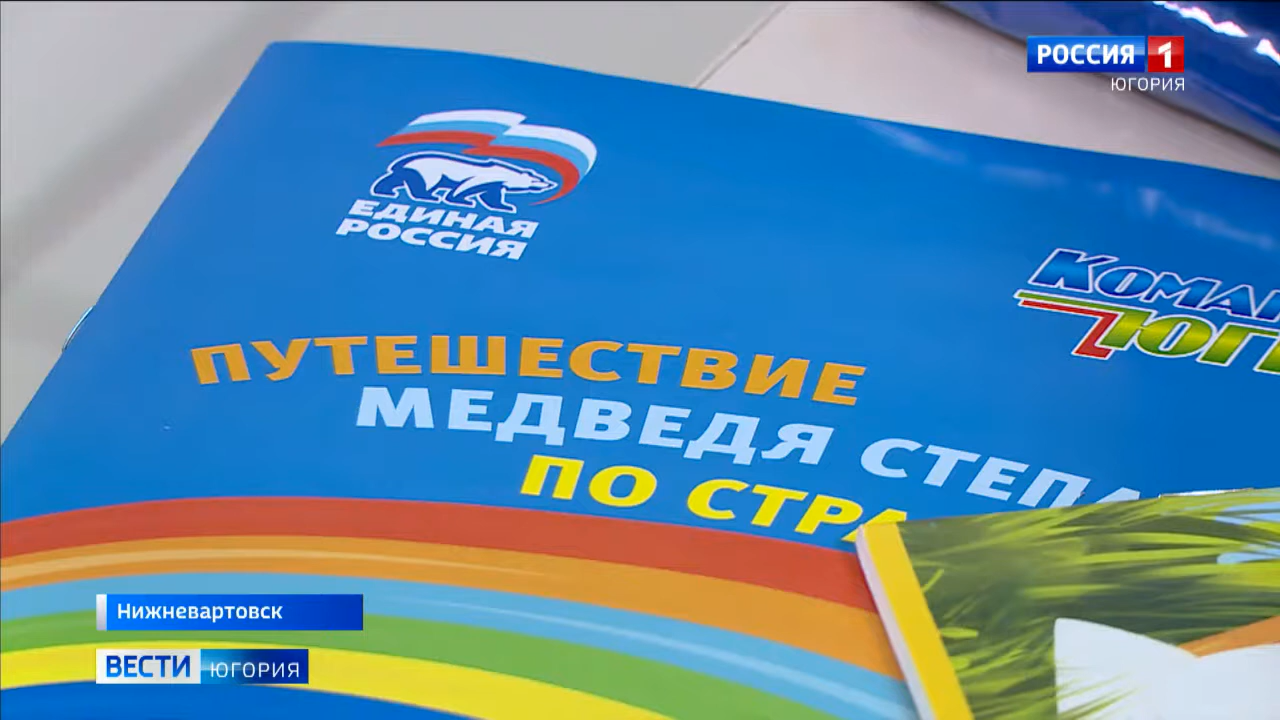 РОССИЯ 1
ЮГОРИЯ
ЕДИНАЯ
РОССИЯ
ПУТЕШЕСТВИЕ
МЕДВЕДЯ
ПО
Нижневартовск
ВЕСТИ ЮГОРИЯ